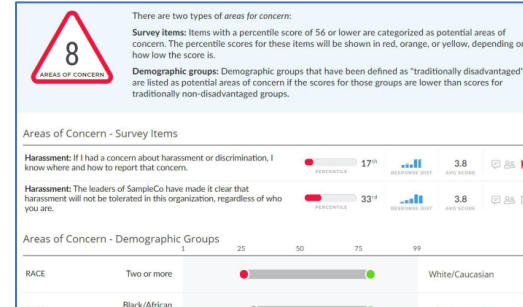 There are two types of areas for concern:
Survey items: Items with a percentile score of 56 or lower are categorized as potential areas of
concern. The percentile scores for these items will be shown in red, orange, or yellow, depending on
how low the score is.
8
AREAS OF CONCERN
Demographic groups: Demographic groups that have been defined as "traditionally disadvantaged"
are listed as potential areas of concern if the scores for those groups are lower than scores for
traditionally non-disadvantaged groups.
Areas of Concern - Survey Items
Harassment: If I had a concern about harassment or discrimination, I
know where and how to report that concern.
17th
PERCENTILE
RESPONSE DIST
3.8
AVG SCORE
Harassment: The leaders of SampleCo have made it clear that
harassment will not be tolerated in this organization, regardless of who
you are.
33rd
PERCENTILE
RESPONSE DIST
3.8
AVG SCORE
Areas of Concern - Demographic Groups
1 25 50 75 99
RACE Two or more White/Caucasian
Black/African